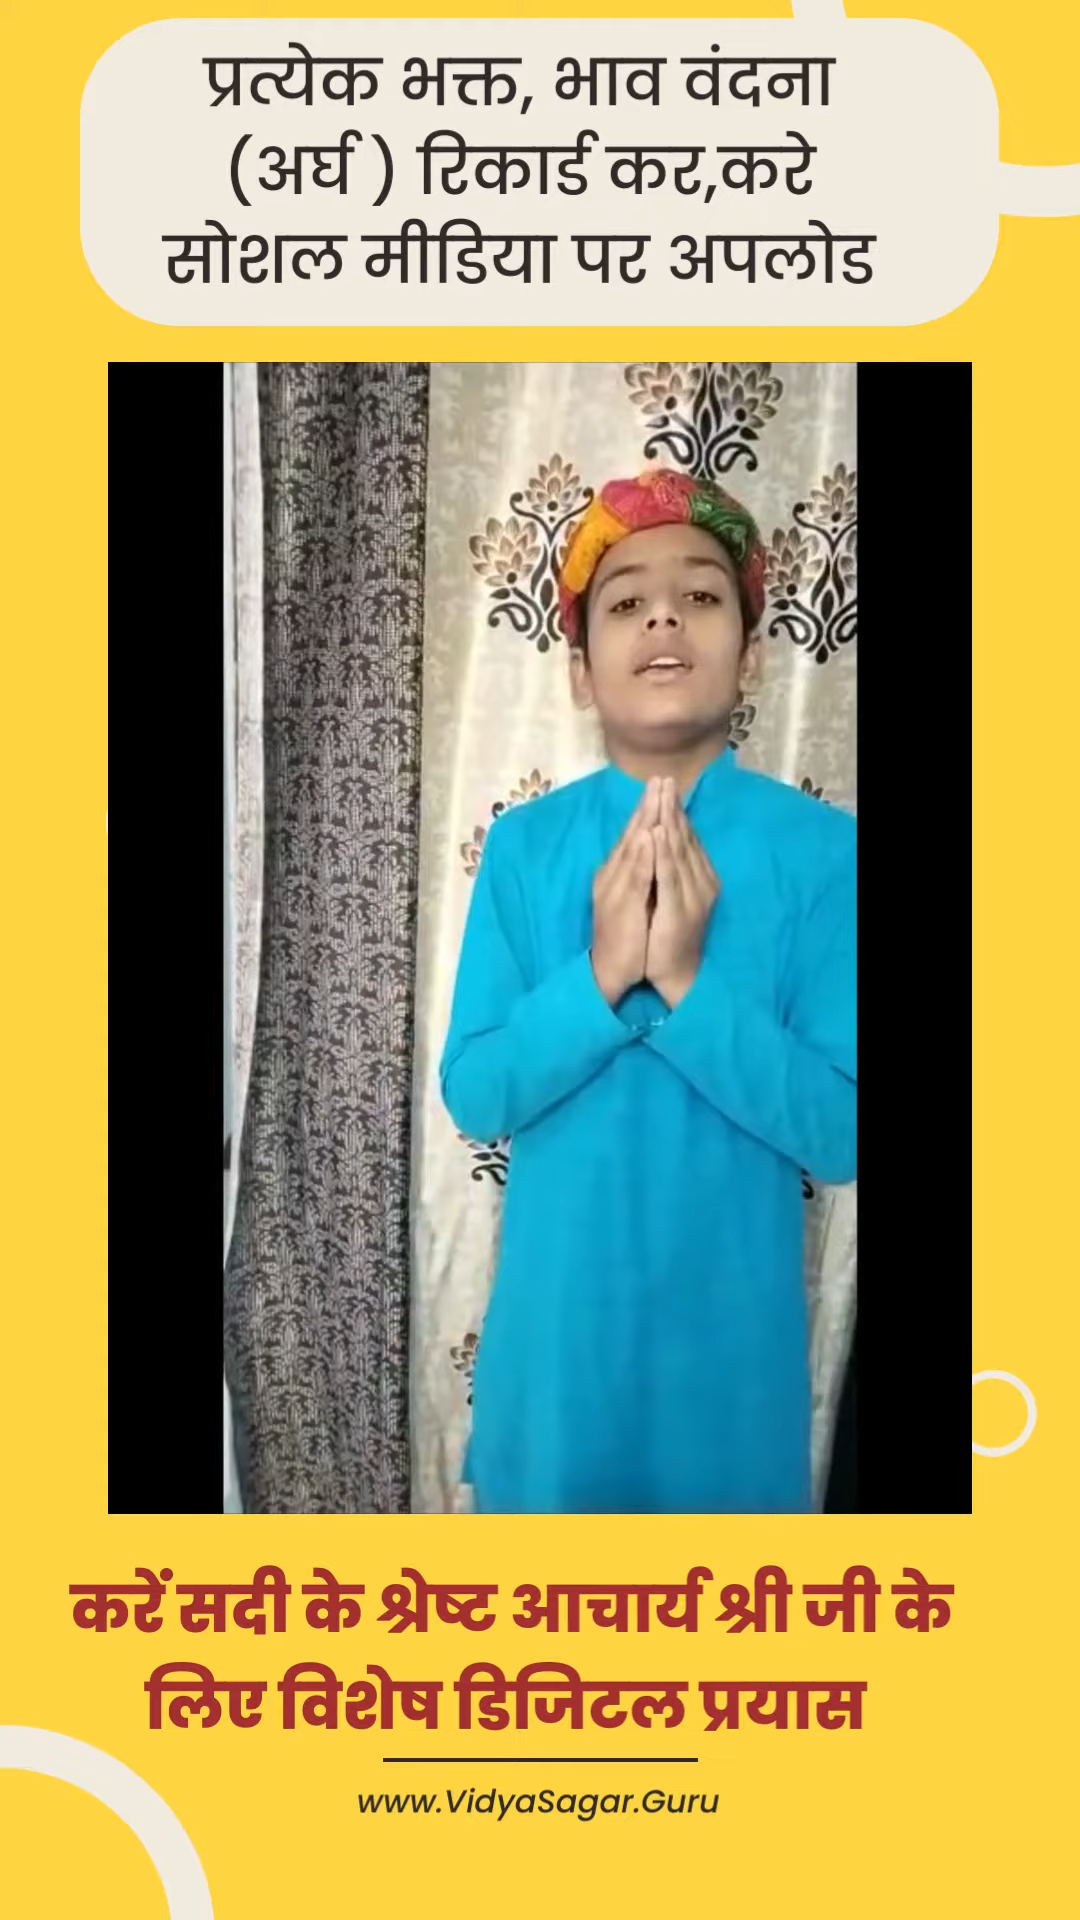 प्रत्येक भक्त, भाव वंदना
(अर्घ ) रिकार्ड कर,करे
सोशल मीडिया पर अपलोड
करें सदी के श्रेष्ट आचार्य श्री जी के
लिए विशेष डिजिटल प्रयास
www.VidyaSagar.Guru